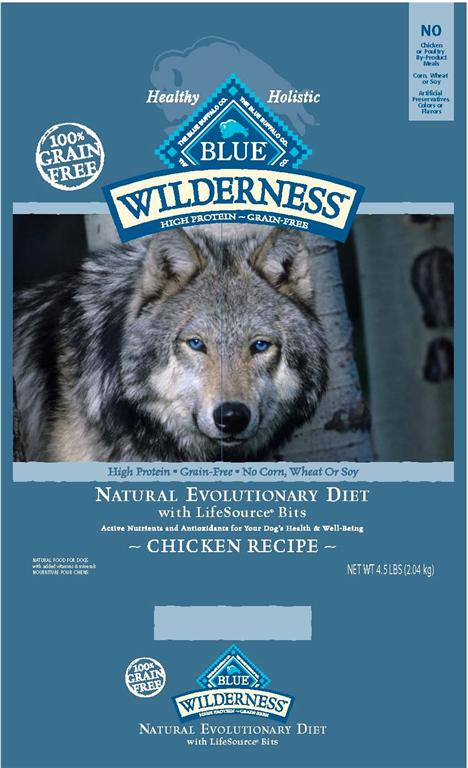 NO
Chicken
or Poultry
By-Product
Meals
Corn, Wheat
or Soy
Artificial
Preservatives
Colors or
Flavors
Healthy Holistic
THE BLUE BUFFALO CO. THE BLUE BUFFALO CO.
BLUE
100%
GRAIN
FREE
WILDERNESS
HIGH PROTEIN ~ GRAIN-FREE
High Protein • Grain-Free • No Corn, Wheat Or Soy
NATURAL EVOLUTIONARY DIET
with LifeSource® Bits
Active Nutrients and Antioxidants for Your Dog's Health & Well-Being
~ CHICKEN RECIPE ~
NATURAL FOOD FOR DOGS
with added vitamins & minerals
NOURRITURE POUR CHIENS
NET WT 4.5 LBS (2.04 kg)
100%
GRAIN
FREE
BLUE
WILDERNESS
HIGH PROTEIN ~ GRAIN-FREE
NATURAL EVOLUTIONARY DIET
with LifeSource® Bits